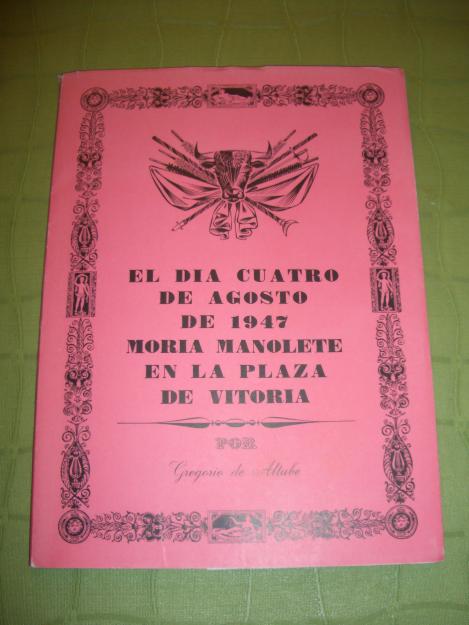 EL DIA CUATRO
DE AGOSTO
DE 1947
MORIA MANOLETE
EN LA PLAZA
DE VITORIA
POR
Gregorio de Altube